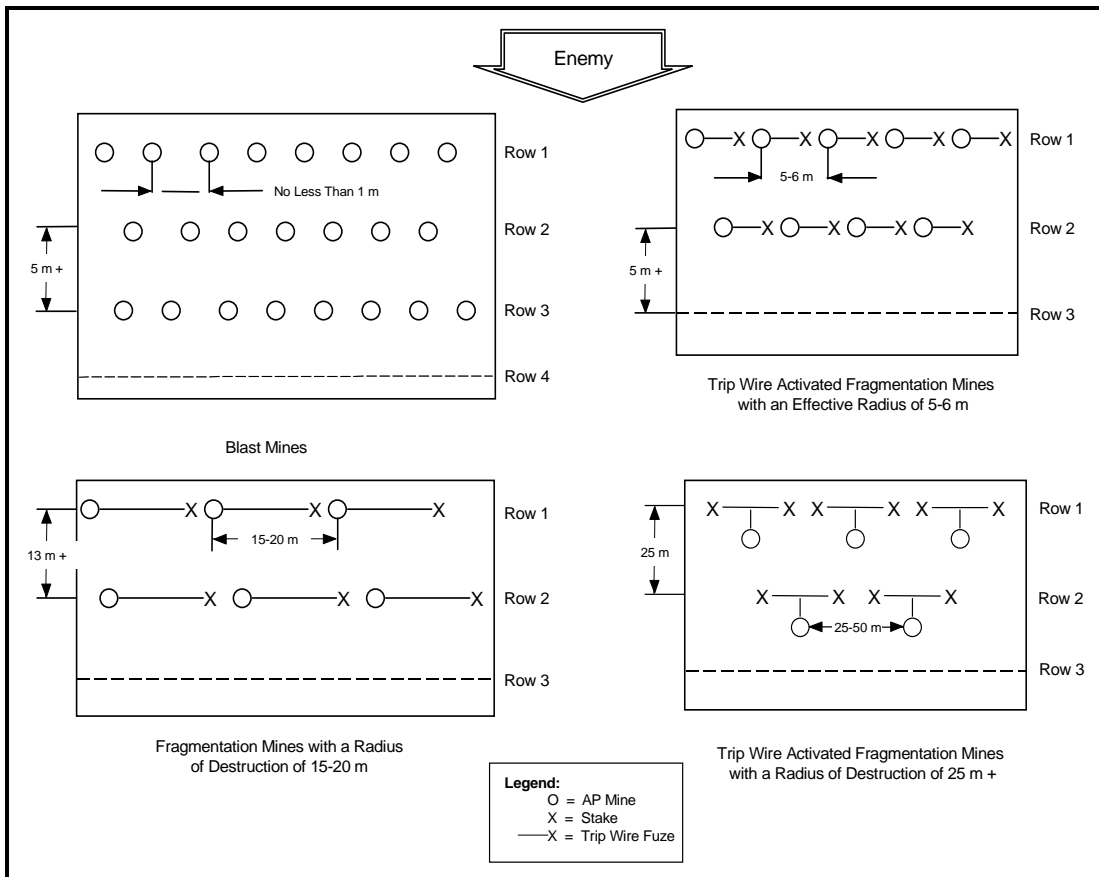 Enemy
Row 1
No Less Than 1 m
Row 2
5 m +
Row 3
Row 4
Blast Mines
Row 1
5-6 m
Row 2
5 m +
Row 3
Trip Wire Activated Fragmentation Mines
with an Effective Radius of 5-6 m
Row 1
15-20 m
13 m +
Row 2
Row 3
Fragmentation Mines with a Radius
of Destruction of 15-20 m
Row 1
25 m
Row 2
25-50 m
Row 3
Trip Wire Activated Fragmentation Mines
with a Radius of Destruction of 25 m +
Legend:
O = AP Mine
X = Stake
X = Trip Wire Fuze